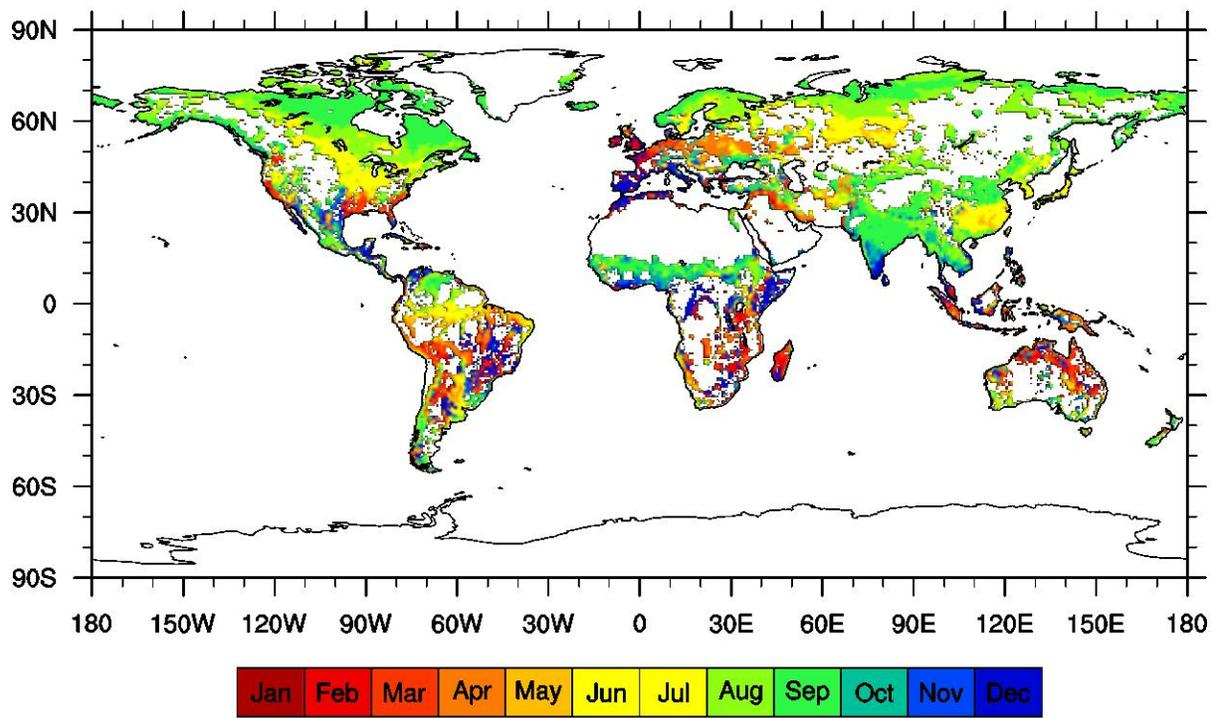 90N
60N
30N
0
30S
60S
90S
180 150W 120W 90W 60W 30W 0 30E 60E 90E 120E 150E 180
Jan Feb Mar Apr May Jun Jul Aug Sep Oct Nov Dec